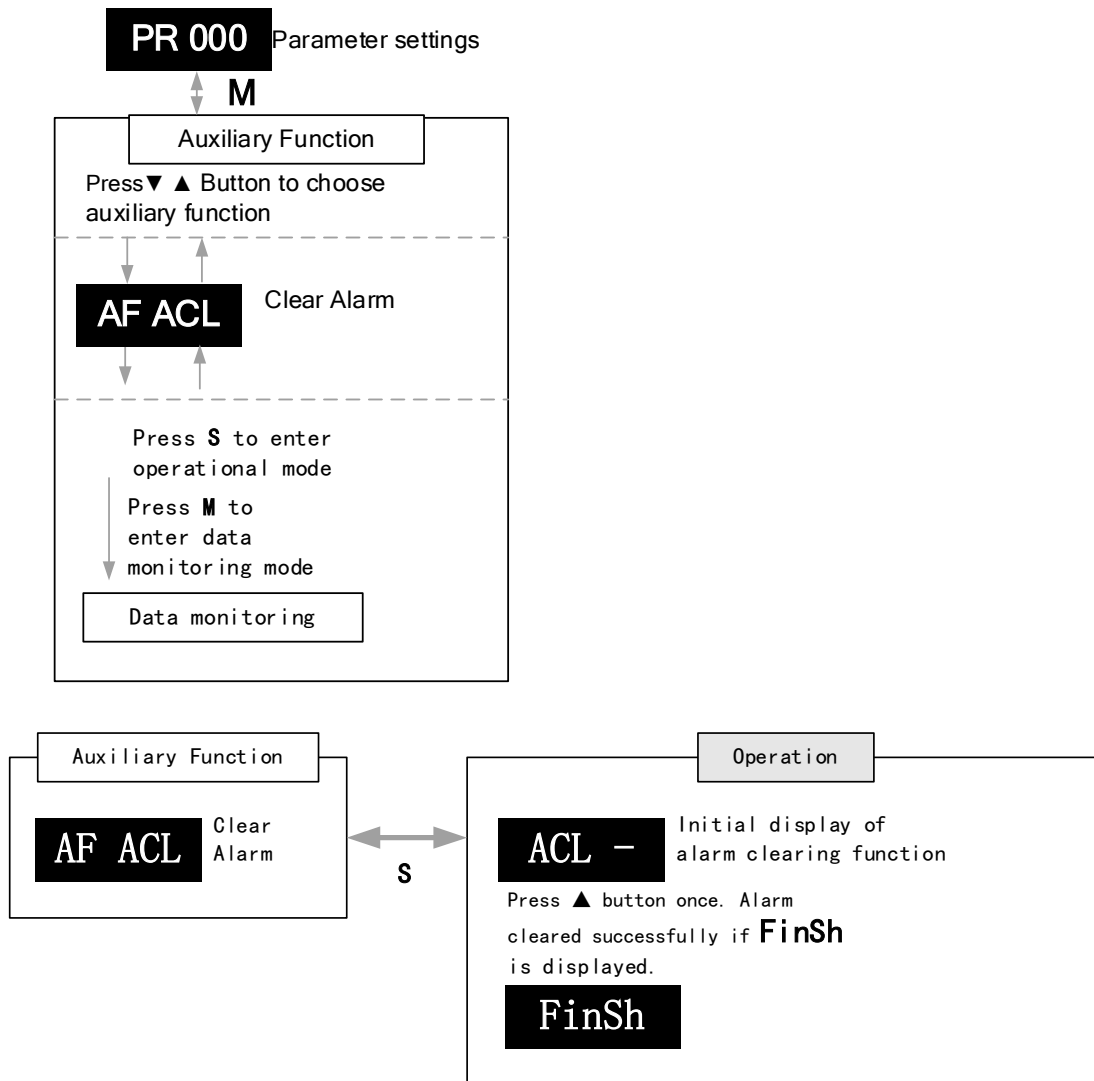 PR 000 Parameter settings
M
Auxiliary Function
Press▼ ▲ Button to choose
auxiliary function
AF ACL Clear Alarm
Press S to enter
operational mode
Press M to
enter data
monitoring mode
Data monitoring
Auxiliary Function
AF ACL
Clear
Alarm
S
Operation
ACL −
Initial display of
alarm clearing function
Press ▲ button once. Alarm
cleared successfully if FinSh
is displayed.
FinSh